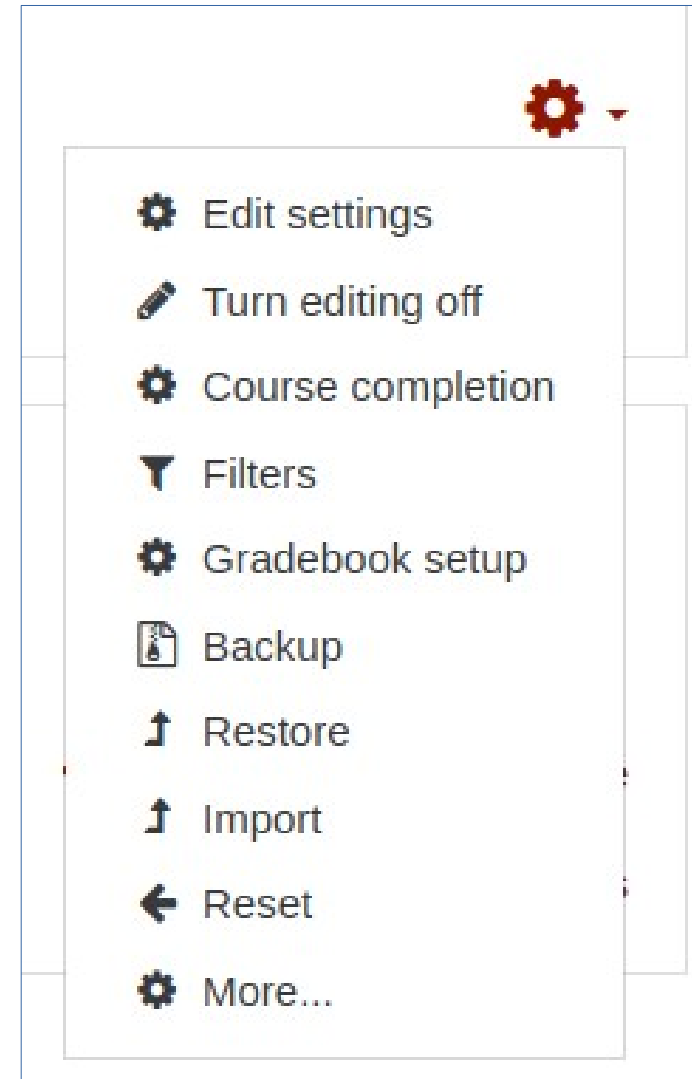 Edit settings
Turn editing off
Course completion
Filters
Gradebook setup
Backup
Restore
Import
Reset
More...